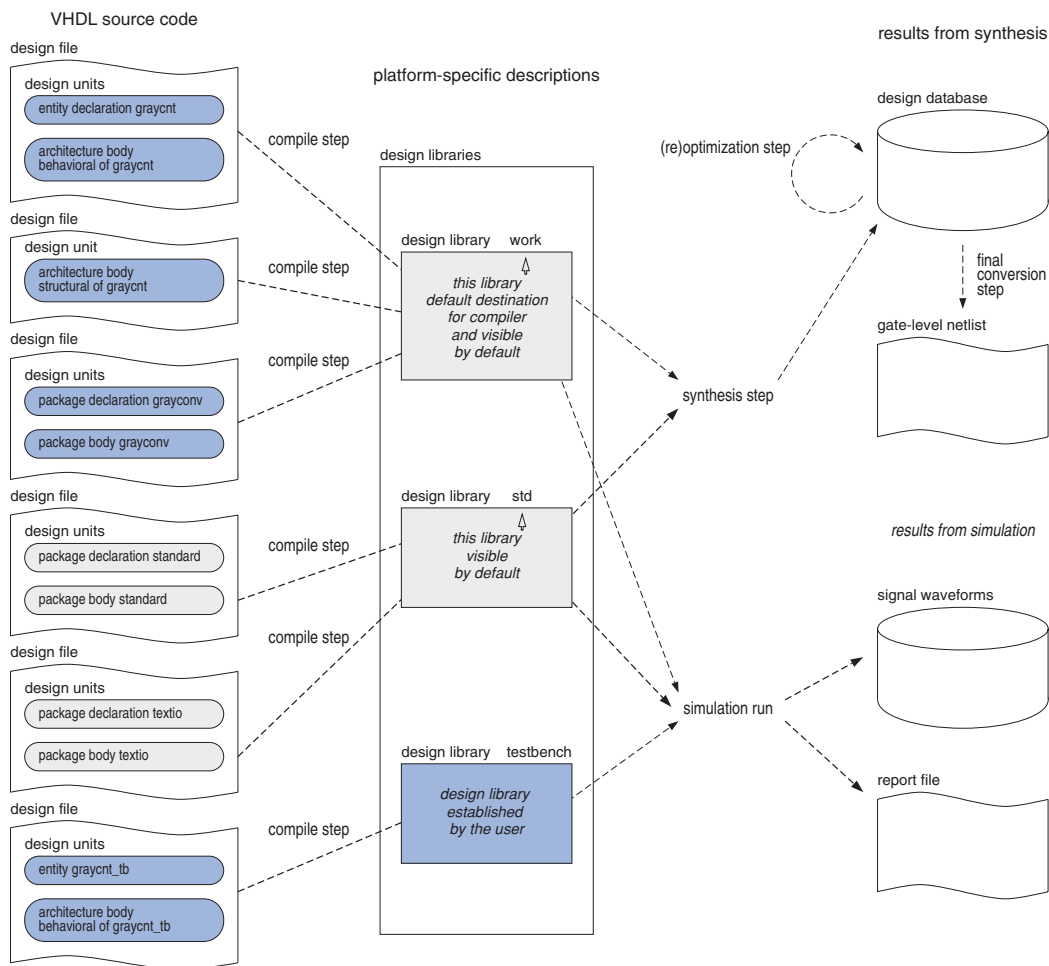 VHDL source code
design file
design units
entity declaration graycnt
architecture body
behavioral of graycnt
design file
design unit
architecture body
structural of graycnt
design file
design units
package declaration grayconv
package body grayconv
design file
design units
package declaration standard
package body standard
design file
design units
package declaration textio
package body textio
design file
design units
entity graycnt_tb
architecture body
behavioral of graycnt_tb
compile step
compile step
compile step
compile step
compile step
compile step
platform-specific descriptions
design libraries
design library work
this library
default destination
for compiler
and visible
by default
design library std
this library
visible
by default
design library testbench
design library
established
by the user
synthesis step
simulation run
results from synthesis
design database
(re)optimization step
final
conversion
step
gate-level netlist
results from simulation
signal waveforms
report file